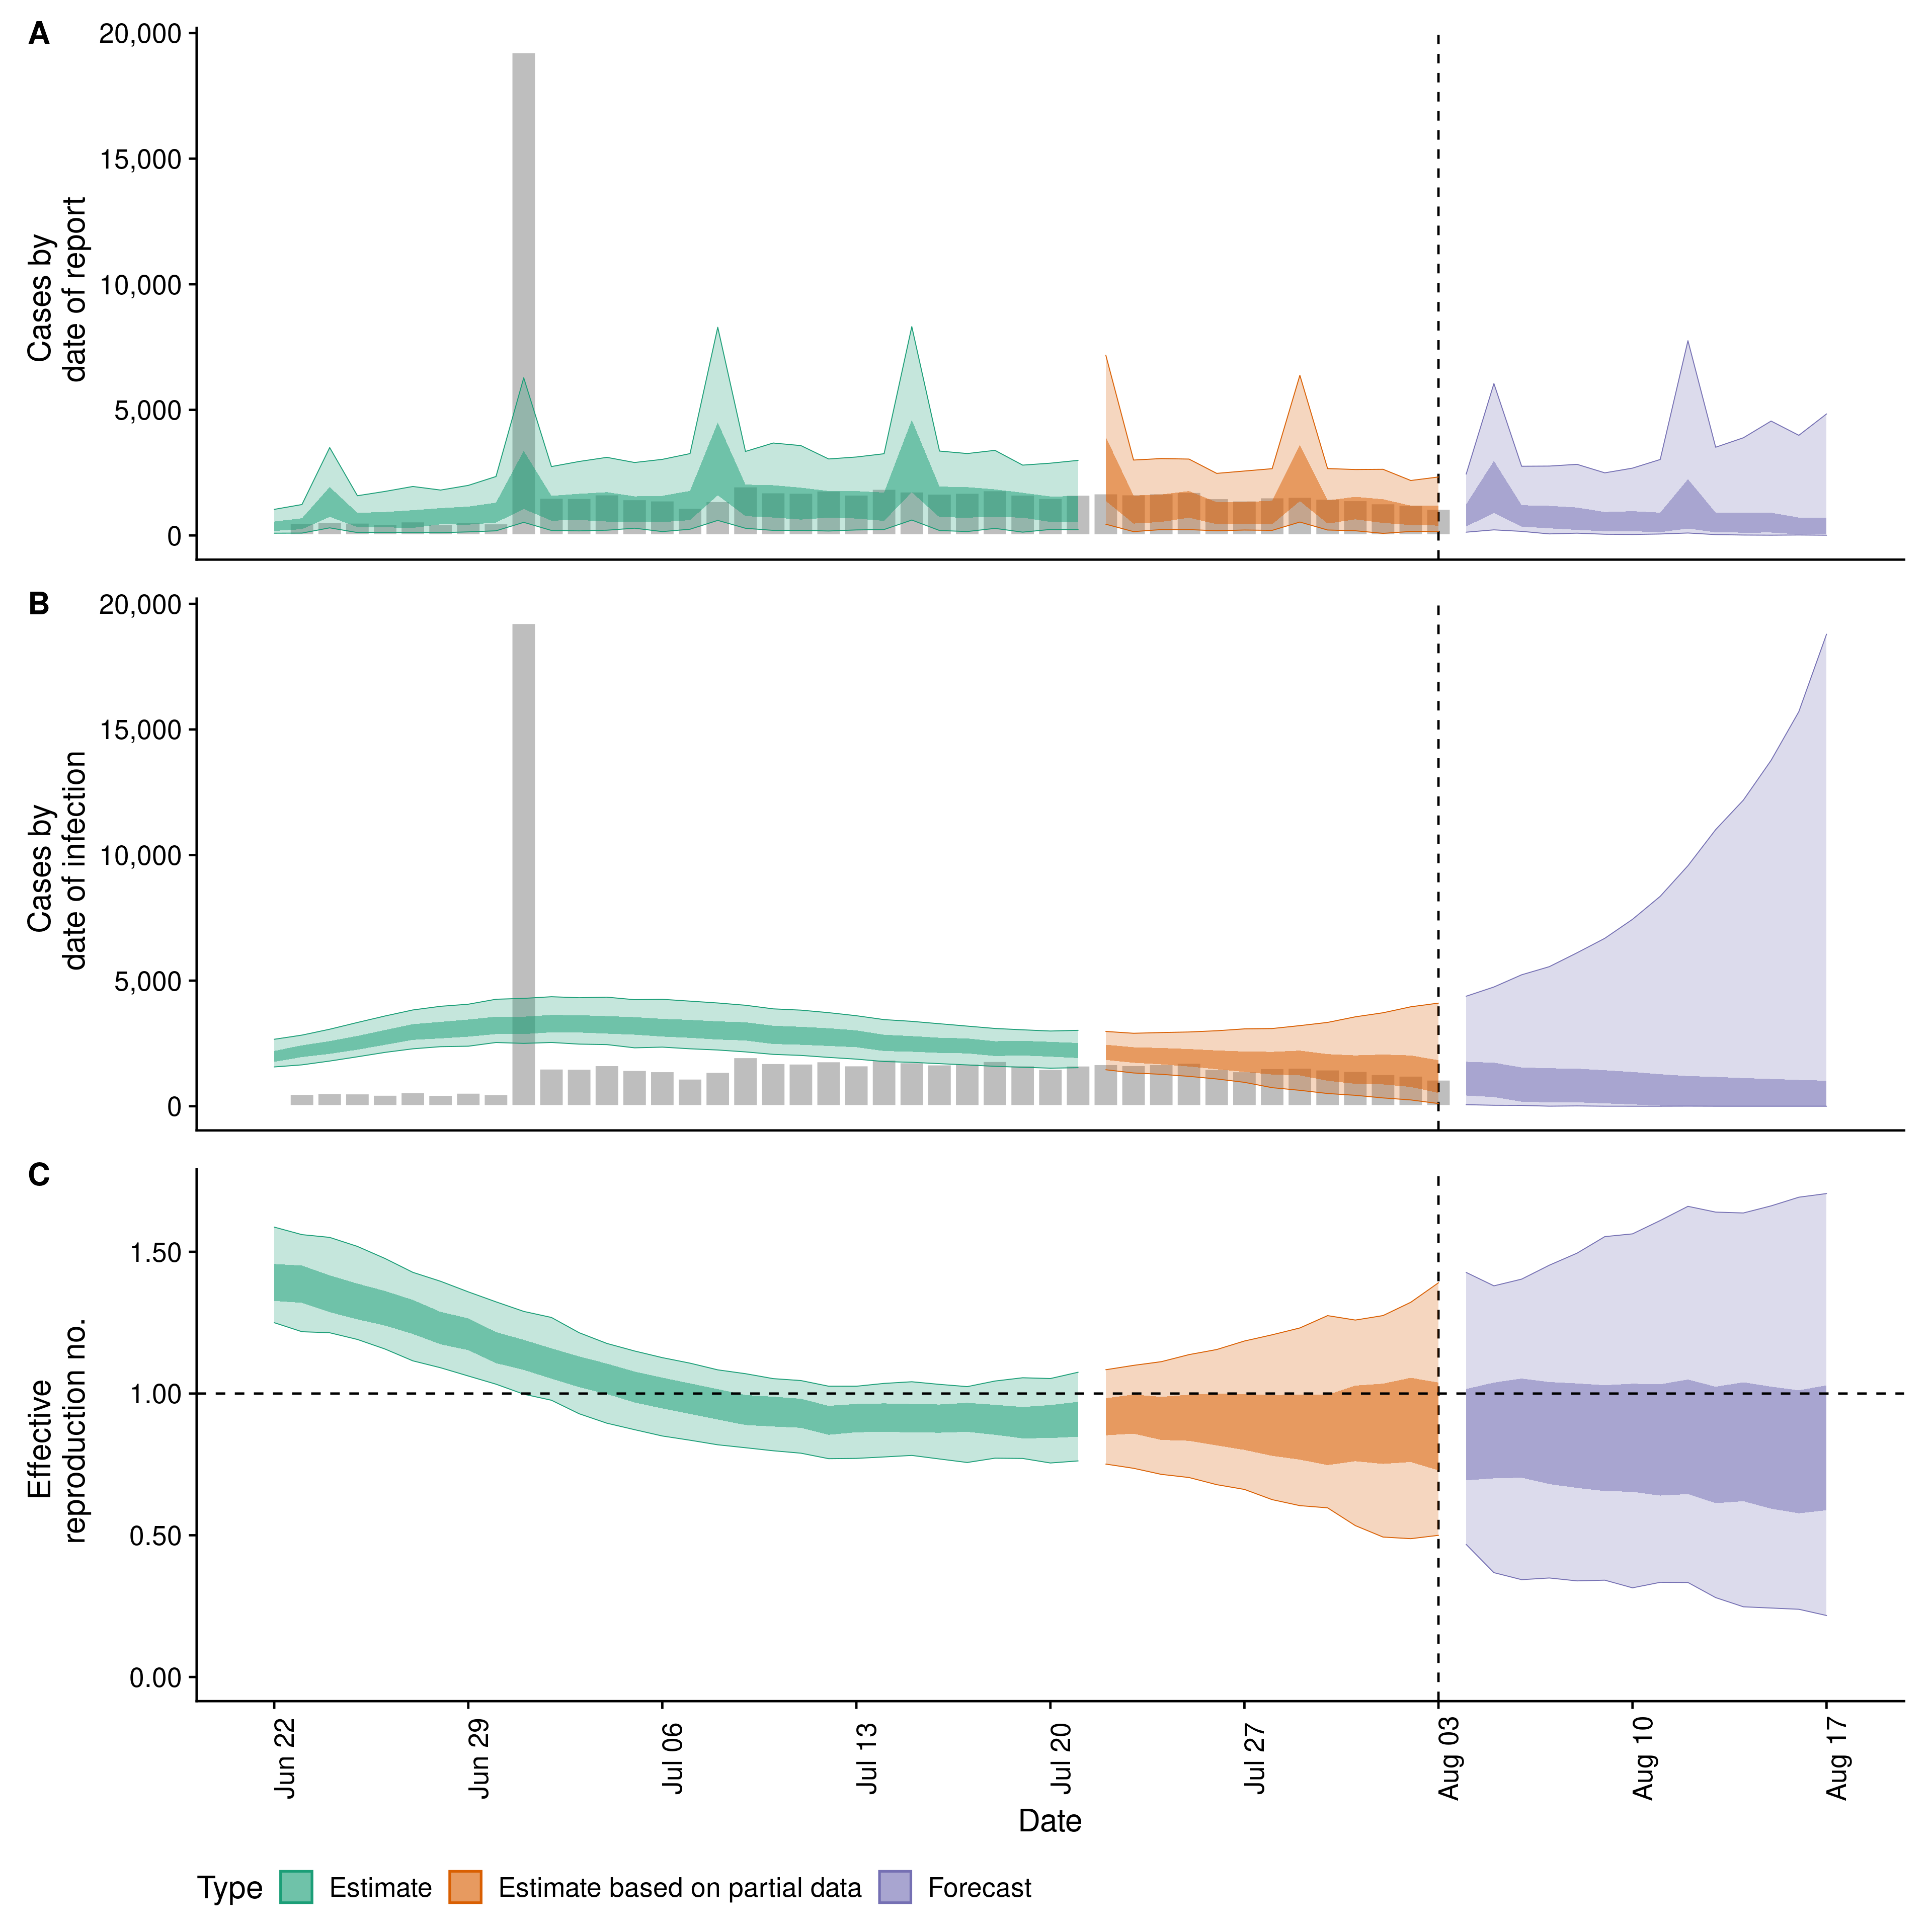 A
20,000
15,000
10,000
5,000
0
Cases by
date of report
B
20,000
15,000
10,000
5,000
0
Cases by
date of infection
C
1.50
1.00
0.50
0.00
Effective
reproduction no.
Jun 22
Jun 29
Jul 06
Jul 13
Jul 20
Jul 27
Aug 03
Aug 10
Aug 17
Date
Type Estimate Estimate based on partial data Forecast